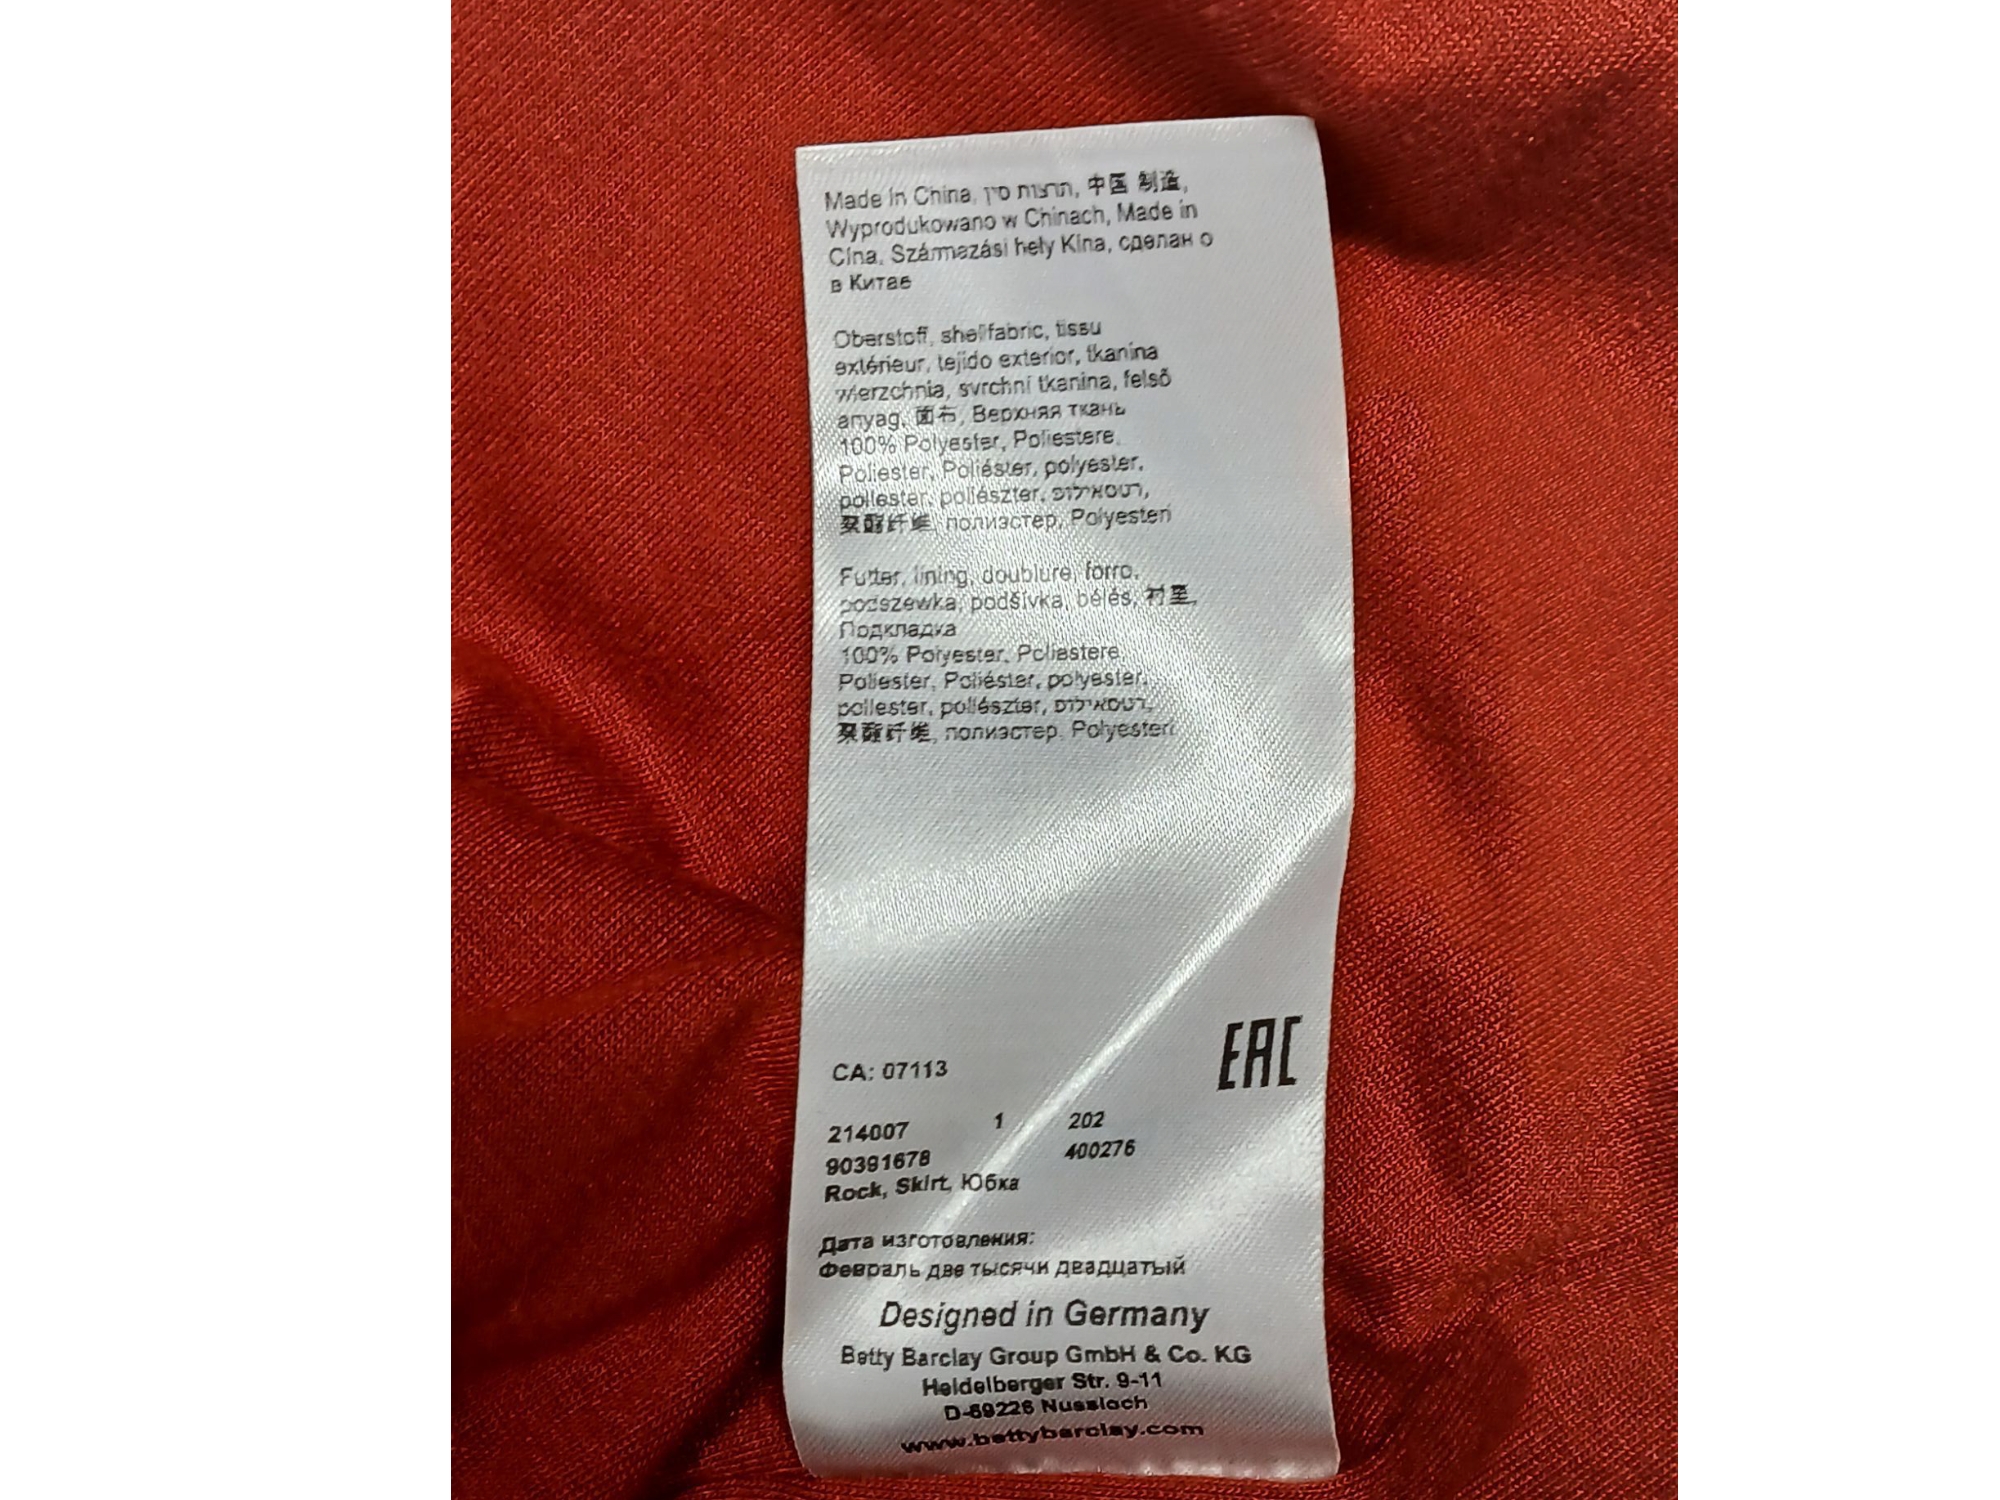 Made in China, תרצות סין, 中国 制造,
Wyprodukowano w Chinach, Made in
Cina, Származási hely Kína, сделан о
в Китае
Oberstoff, shellfabric, tissu
extérieur, tejido exterior, tkanina
wierzchnia, svrchní tkanina, felső
anyag, 面布, Верхняя ткань
100% Polyester, Poliestere,
Poliester, Poliéster, polyester,
poliester, poliészter, רטסאילופ,
聚酯纤维, полиэстер, Polyesteri
Futter, lining, doublure, forro,
podszewka, podšívka, bélés, 衬里,
Подкладка
100% Polyester, Poliestere,
Poliester, Poliéster, polyester,
poliester, poliészter, רטסאילופ,
聚酯纤维, полиэстер, Polyesteri
CA: 07113
EAC
214007 1 202
90391678 400276
Rock, Skirt, Юбка
Дата изготовления:
Февраль две тысячи двадцатый
Designed in Germany
Betty Barclay Group GmbH & Co. KG
Heidelberger Str. 9-11
D-69226 Nussloch
www.bettybarclay.com